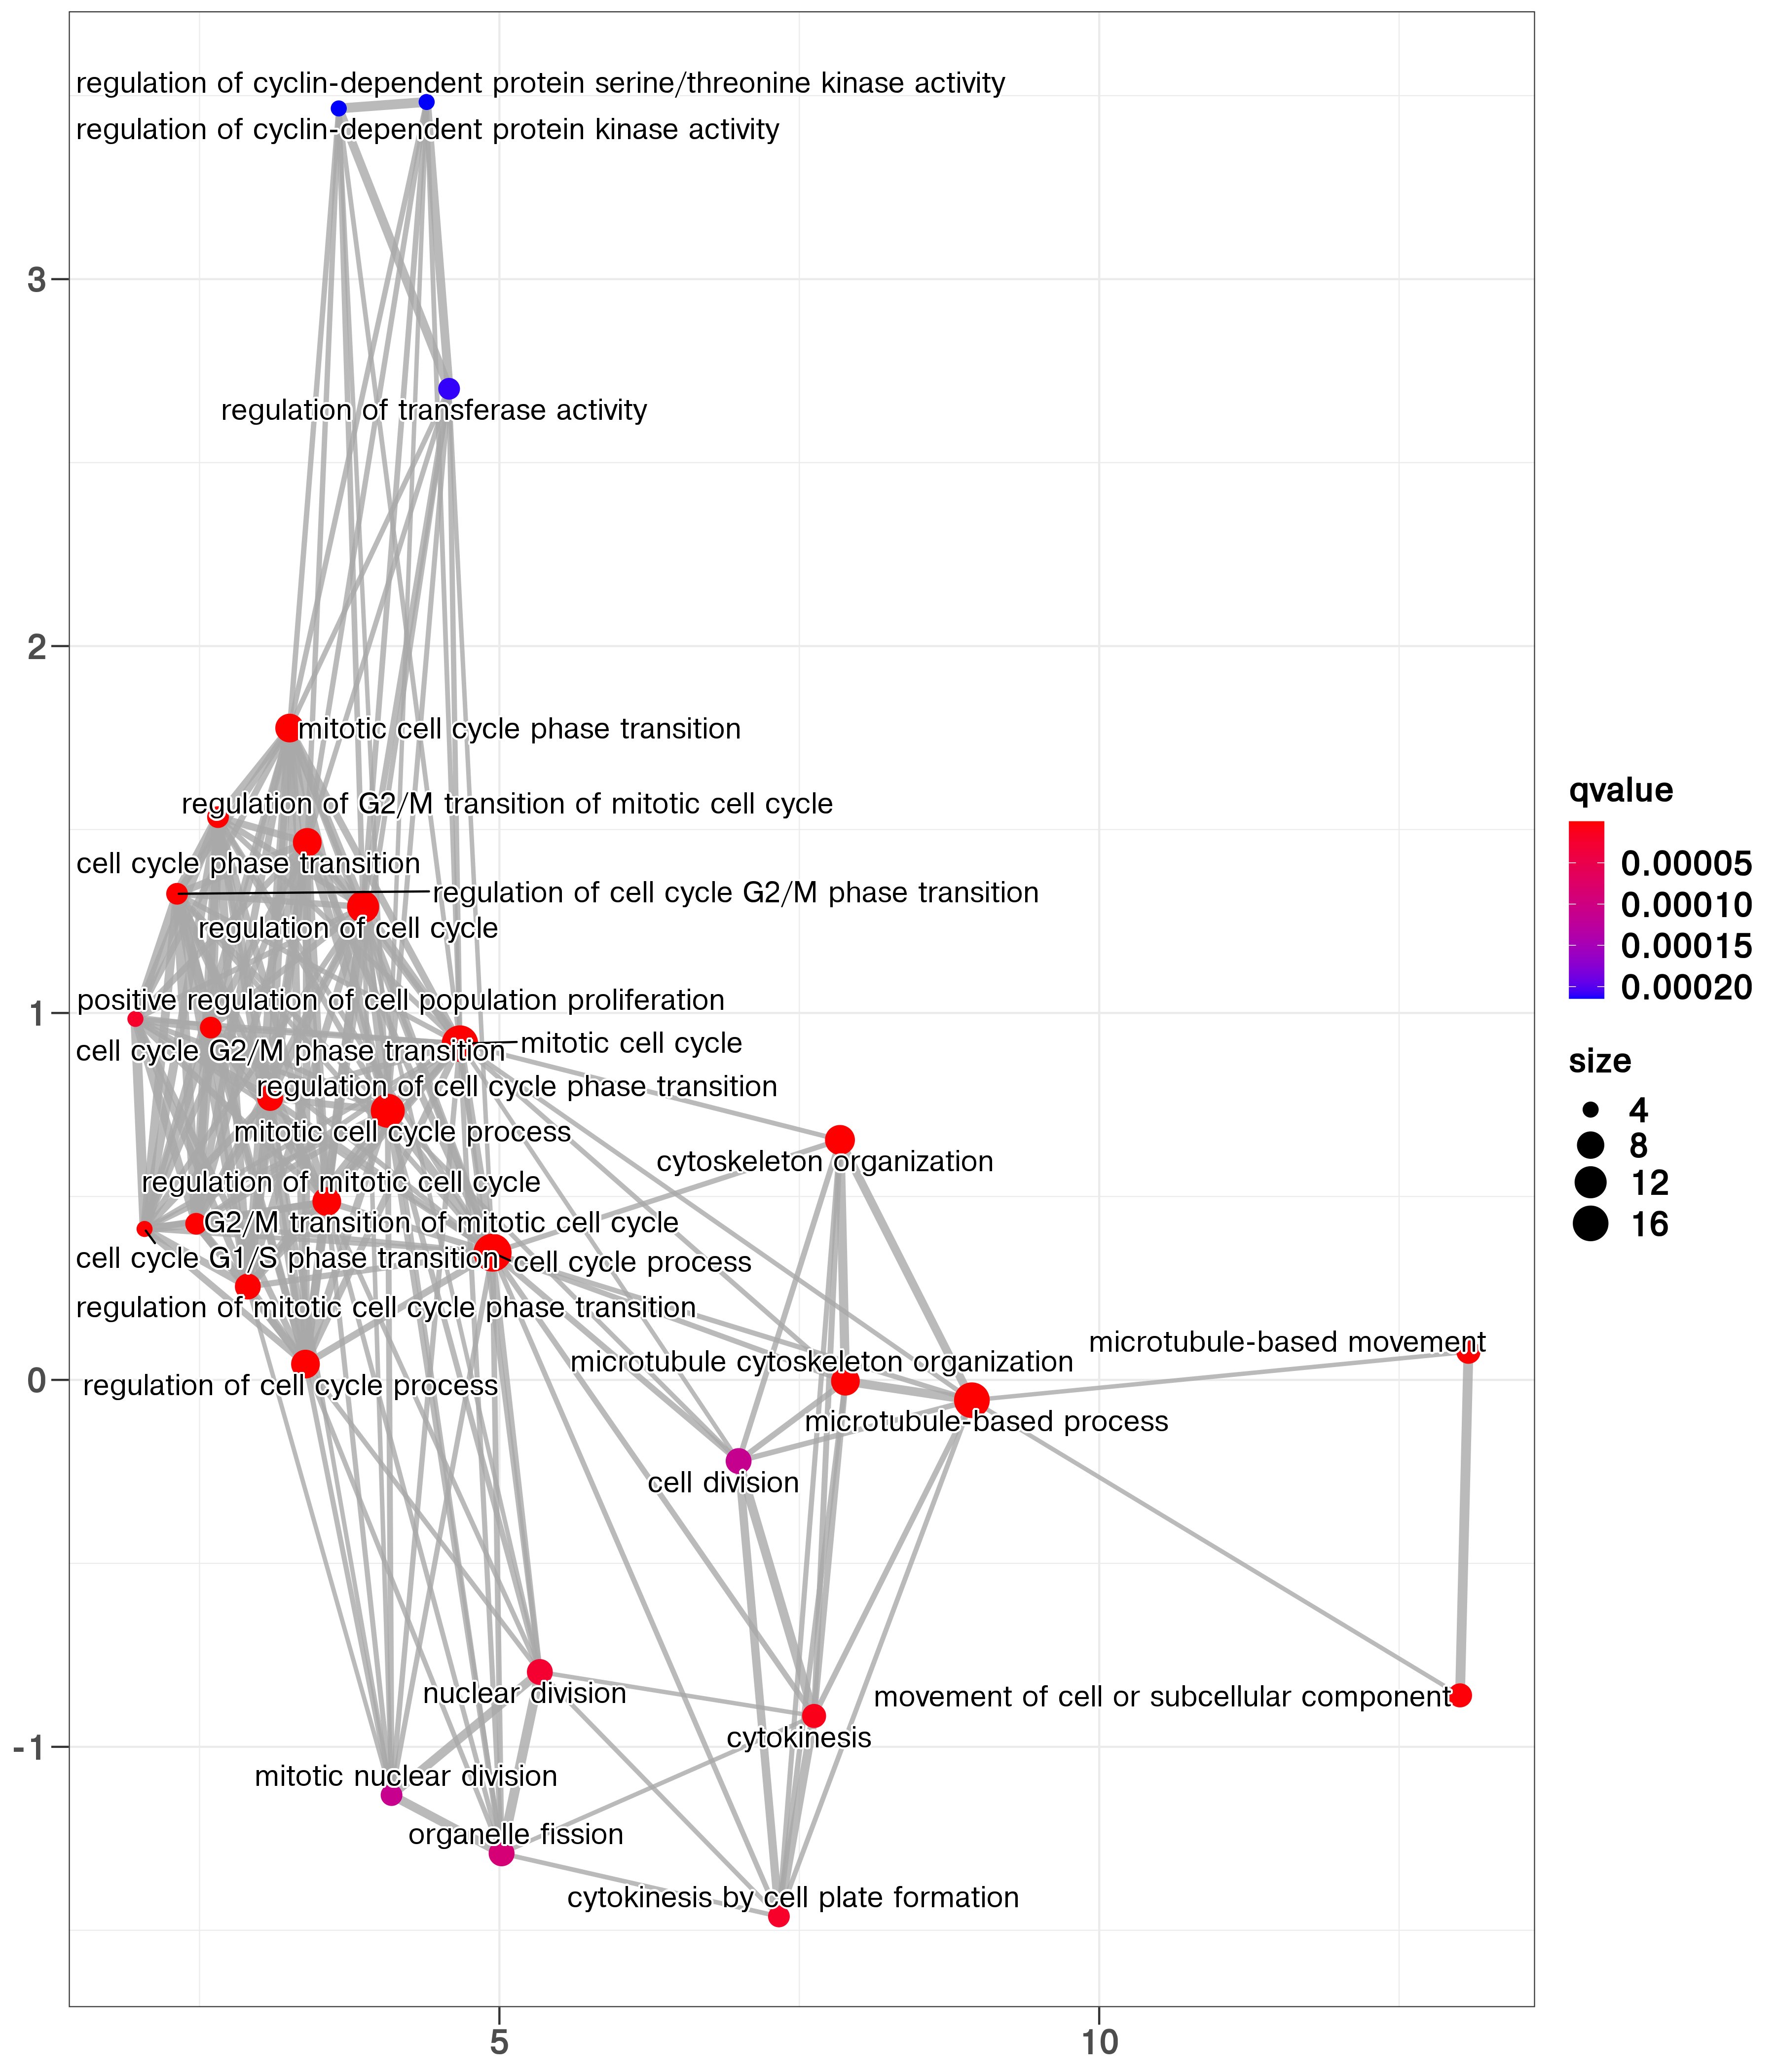 regulation of cyclin-dependent protein serine/threonine kinase activity
regulation of cyclin-dependent protein kinase activity
3
regulation of transferase activity
2
mitotic cell cycle phase transition
regulation of G2/M transition of mitotic cell cycle
cell cycle phase transition
regulation of cell cycle G2/M phase transition
regulation of cell cycle
positive regulation of cell population proliferation
1
mitotic cell cycle
cell cycle G2/M phase transition
regulation of cell cycle phase transition
mitotic cell cycle process
cytoskeleton organization
regulation of mitotic cell cycle
G2/M transition of mitotic cell cycle
cell cycle G1/S phase transition
cell cycle process
regulation of mitotic cell cycle phase transition
microtubule-based movement
microtubule cytoskeleton organization
0
regulation of cell cycle process
microtubule-based process
cell division
nuclear division
movement of cell or subcellular component
cytokinesis
-1
mitotic nuclear division
organelle fission
cytokinesis by cell plate formation
5
10
qvalue
0.00005
0.00010
0.00015
0.00020
size
4
8
12
16